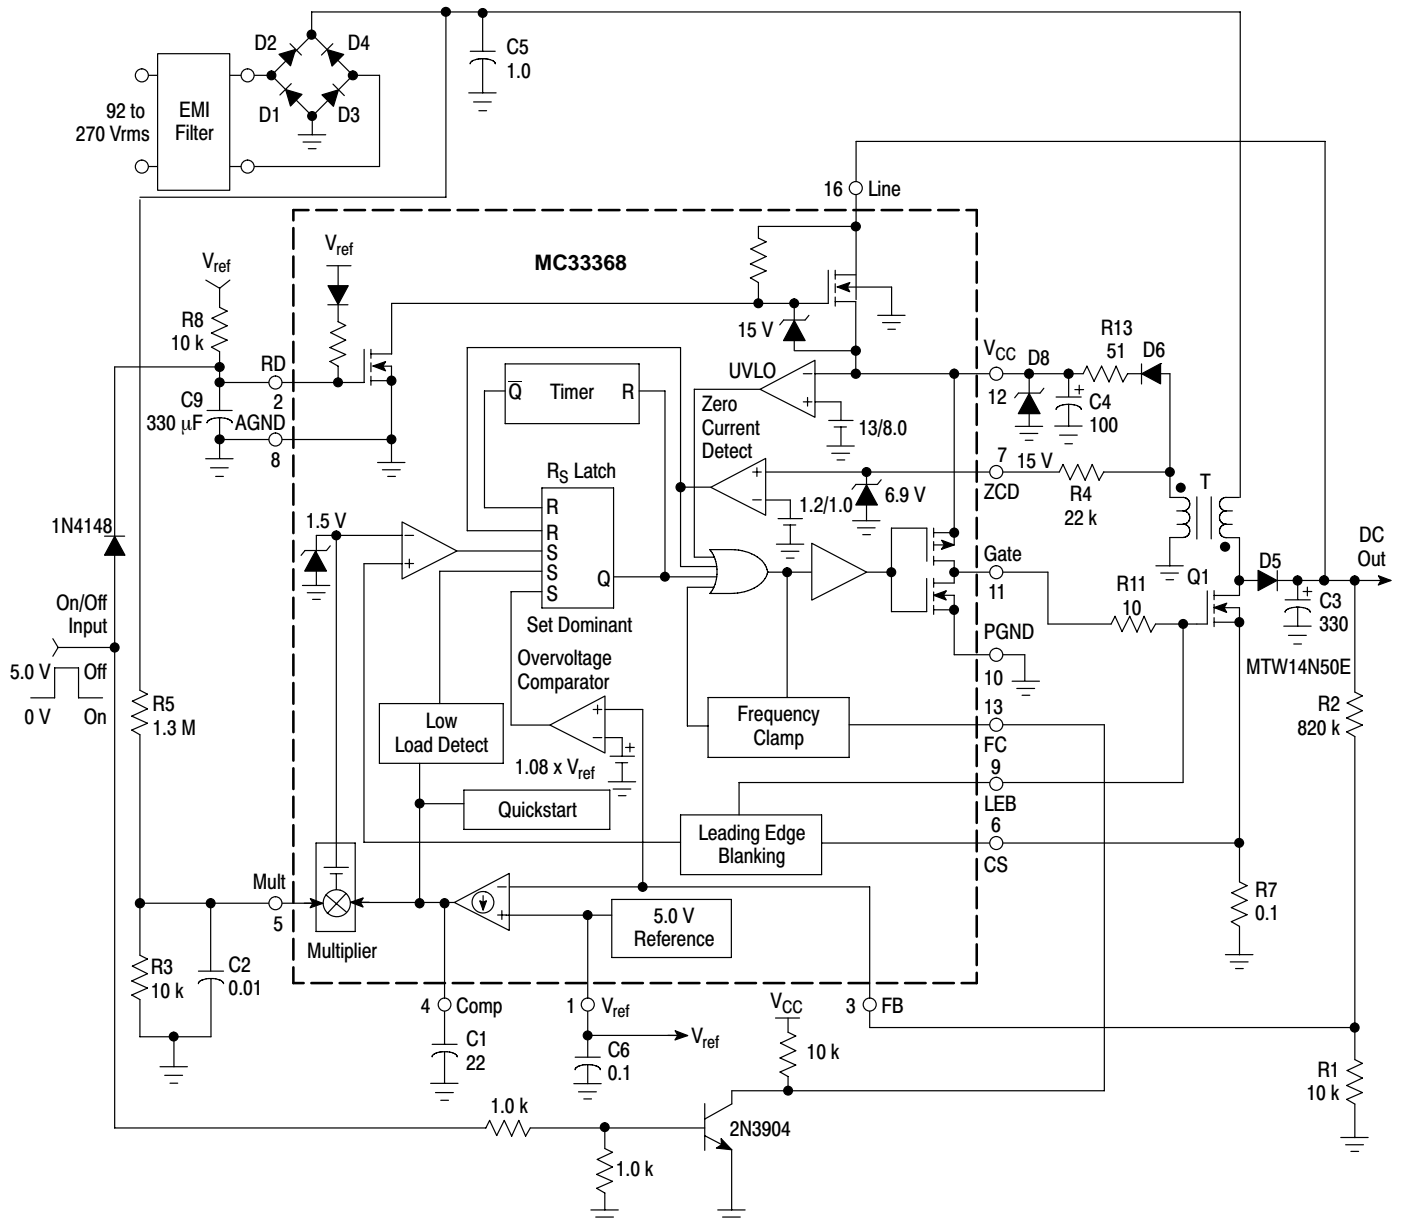 D2
D4
D1
D3
C5
1.0
92 to
270 Vrms
EMI
Filter
16
Line
MC33368
Vref
Vref
R8
10 k
RD
2
C9
330 μF
AGND
8
15 V
UVLO
VCC
12
D8
R13
51
D6
+
C4
100
Q̅
Timer
R
Zero
Current
Detect
−
+
13/8.0
7
ZCD
15 V
R4
22 k
T
+
−
6.9 V
1.2/1.0
RS Latch
R
R
S
S
S
Q
Set Dominant
1N4148
1.5 V
−
+
Gate
11
R11
10
Q1
D5
DC
Out
+
C3
330
MTW14N50E
On/Off
Input
5.0 V
Off
0 V
On
PGND
10
R5
1.3 M
Overvoltage
Comparator
+
−
+
1.08 x Vref
Low
Load Detect
Frequency
Clamp
13
FC
R2
820 k
Quickstart
9
LEB
Leading Edge
Blanking
6
CS
R7
0.1
Mult
5
Multiplier
−
+
5.0 V
Reference
R3
10 k
C2
0.01
4
Comp
1
Vref
3
FB
VCC
10 k
C1
22
Vref
C6
0.1
R1
10 k
1.0 k
2N3904
1.0 k